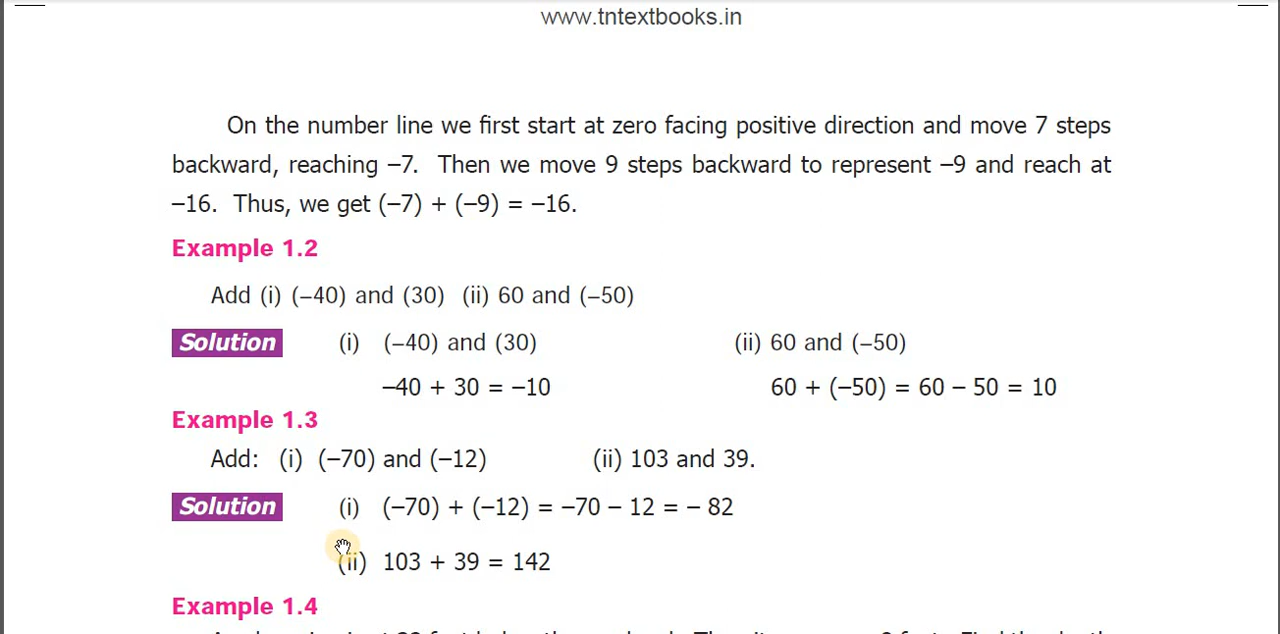 www.tntextbooks.in
On the number line we first start at zero facing positive direction and move 7 steps
backward, reaching –7. Then we move 9 steps backward to represent –9 and reach at
–16. Thus, we get (–7) + (–9) = –16.
Example 1.2
Add (i) (–40) and (30) (ii) 60 and (–50)
Solution (i) (–40) and (30) (ii) 60 and (–50)
–40 + 30 = –10 60 + (–50) = 60 – 50 = 10
Example 1.3
Add: (i) (–70) and (–12) (ii) 103 and 39.
Solution (i) (–70) + (–12) = –70 – 12 = – 82
(ii) 103 + 39 = 142
Example 1.4